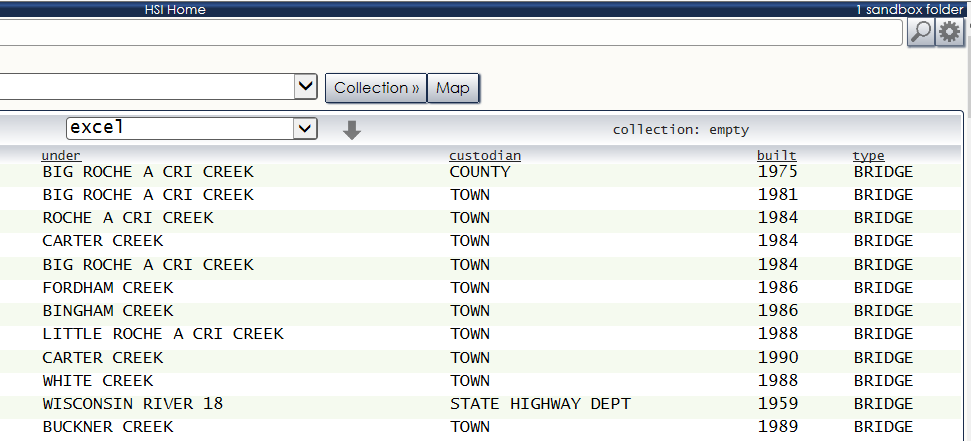 HSI Home 1 sandbox folder
Collection » Map
excel collection: empty
under custodian built type
BIG ROCHE A CRI CREEK COUNTY 1975 BRIDGE
BIG ROCHE A CRI CREEK TOWN 1981 BRIDGE
ROCHE A CRI CREEK TOWN 1984 BRIDGE
CARTER CREEK TOWN 1984 BRIDGE
BIG ROCHE A CRI CREEK TOWN 1984 BRIDGE
FORDHAM CREEK TOWN 1986 BRIDGE
BINGHAM CREEK TOWN 1986 BRIDGE
LITTLE ROCHE A CRI CREEK TOWN 1988 BRIDGE
CARTER CREEK TOWN 1990 BRIDGE
WHITE CREEK TOWN 1988 BRIDGE
WISCONSIN RIVER 18 STATE HIGHWAY DEPT 1959 BRIDGE
BUCKNER CREEK TOWN 1989 BRIDGE